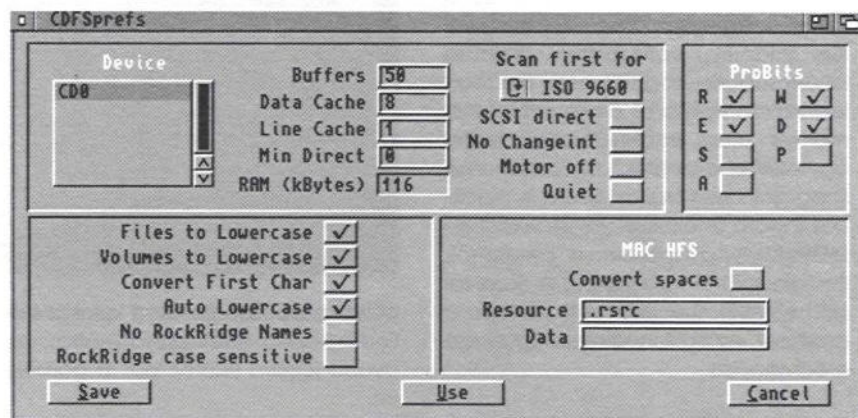 CDFSprefs
Device
CD0
Buffers 50
Data Cache 8
Line Cache 1
Min Direct 0
RAM (kBytes) 116
Scan first for
ISO 9660
SCSI direct
No Changeint
Motor off
Quiet
ProBits
R W
E D
S P
A
Files to Lowercase
Volumes to Lowercase
Convert First Char
Auto Lowercase
No RockRidge Names
RockRidge case sensitive
MAC HFS
Convert spaces
Resource .rsrc
Data
Save Use Cancel